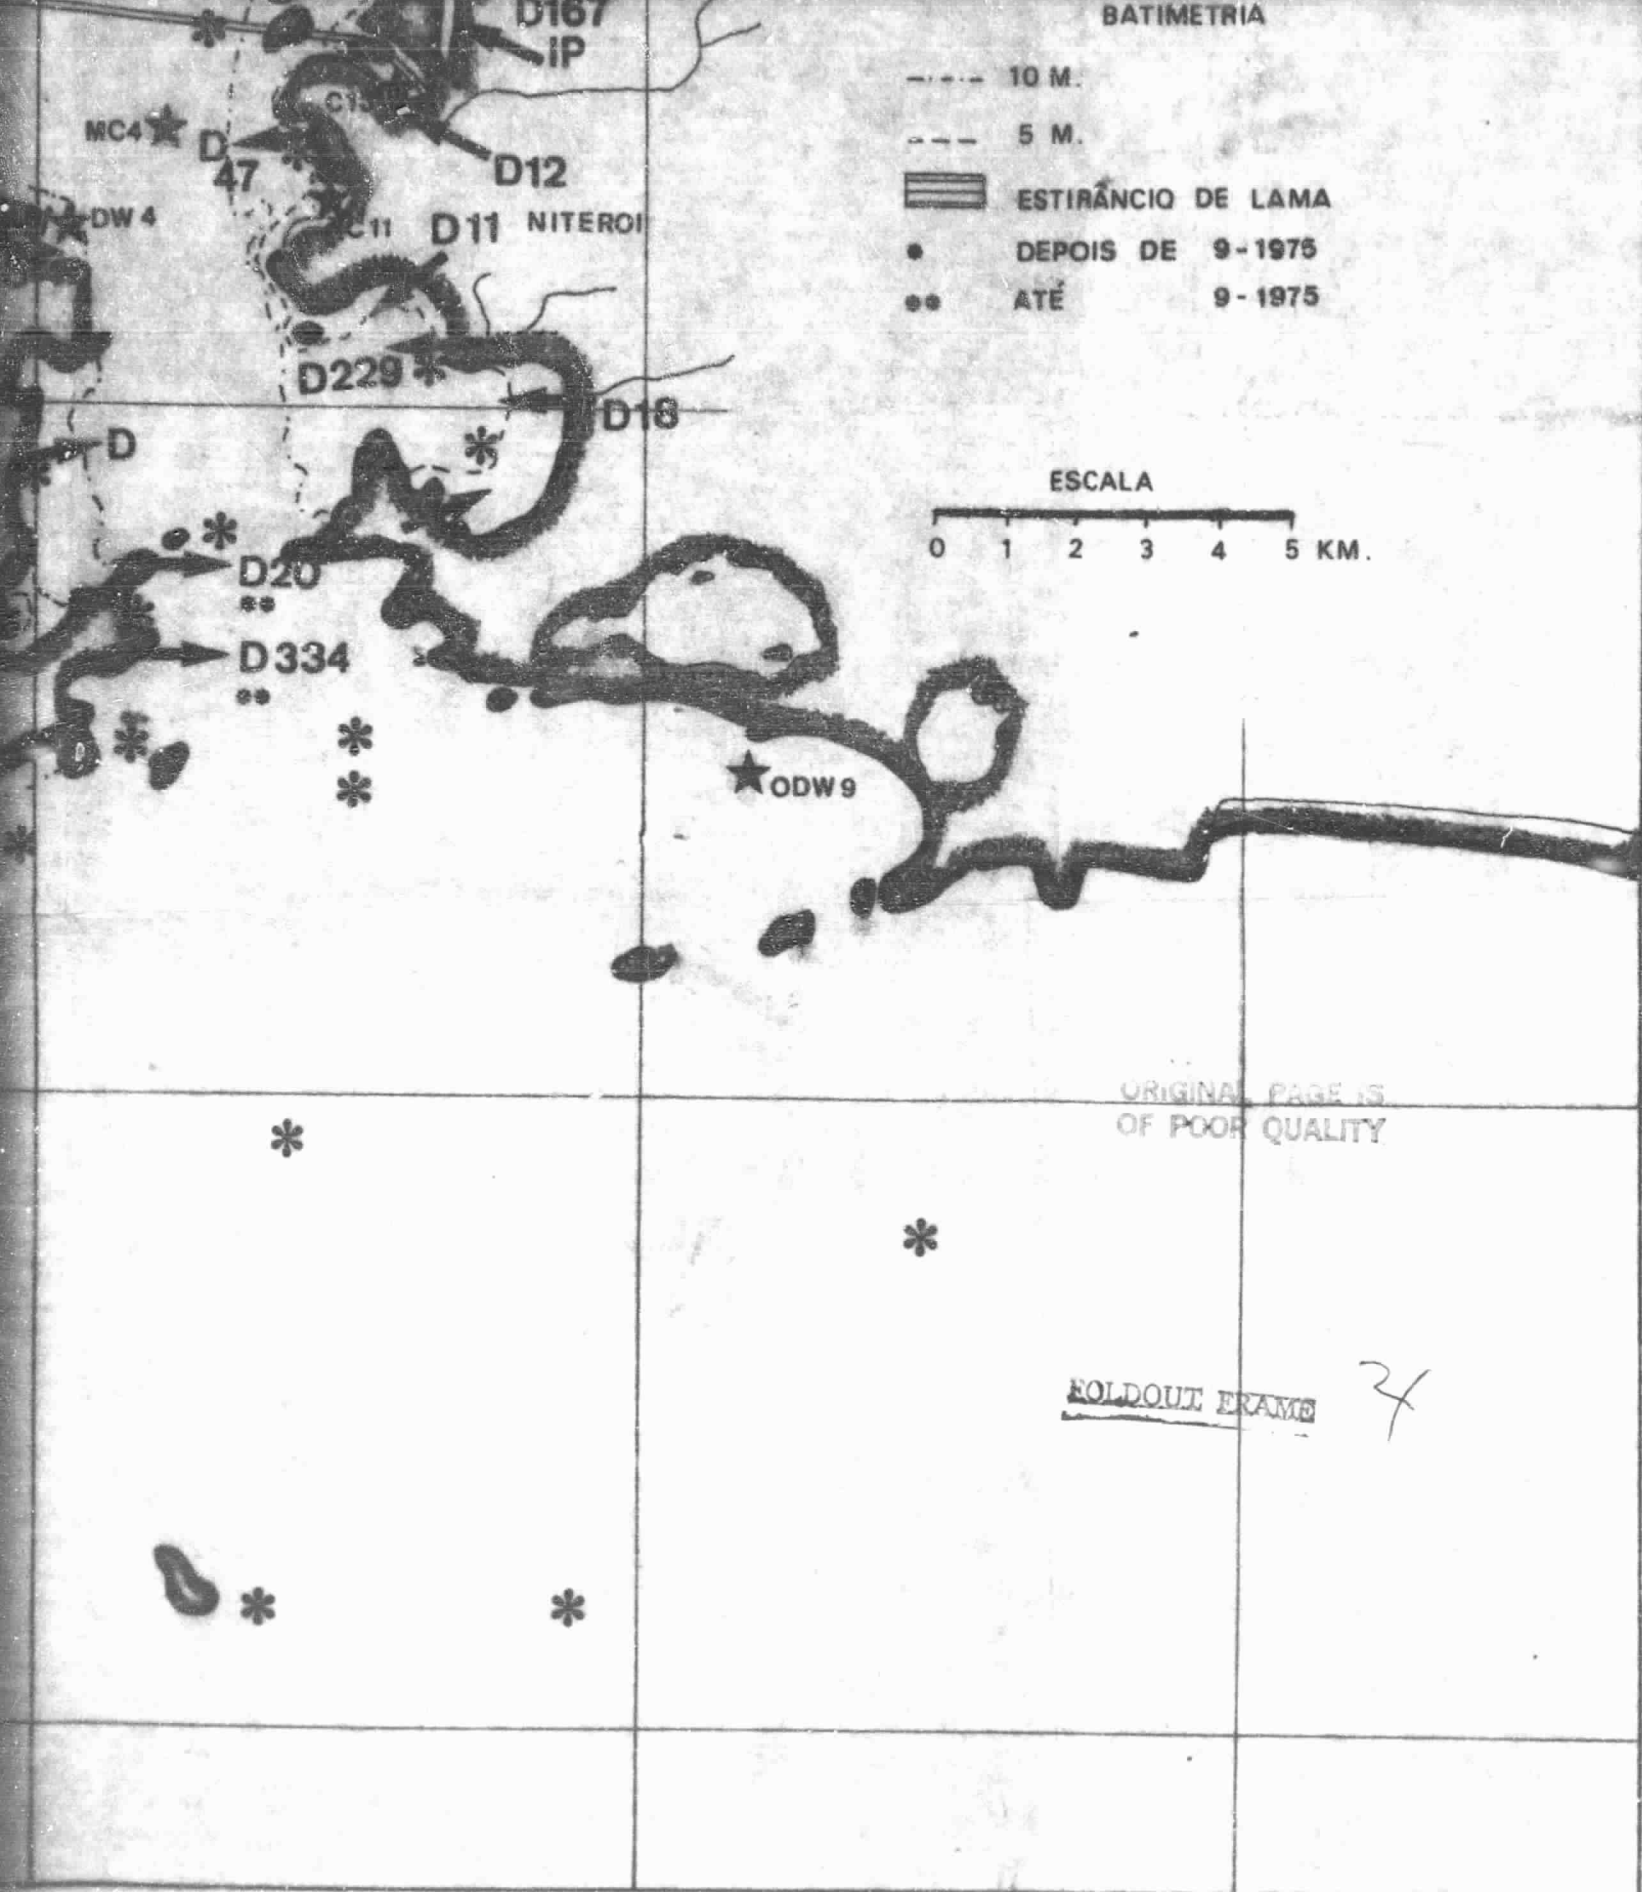 D167
iP
BATIMETRIA
10 M.
5 M.
ESTIRÂNCIO DE LAMA
DEPOIS DE 9-1975
ATÉ 9-1975
MC4
D
47
D12
DW 4
C11
D11
NITEROI
D229
D18
D
ESCALA
0 1 2 3 4 5 KM.
D20
D334
ODW 9
ORIGINAL PAGE IS
OF POOR QUALITY
FOLDOUT FRAME